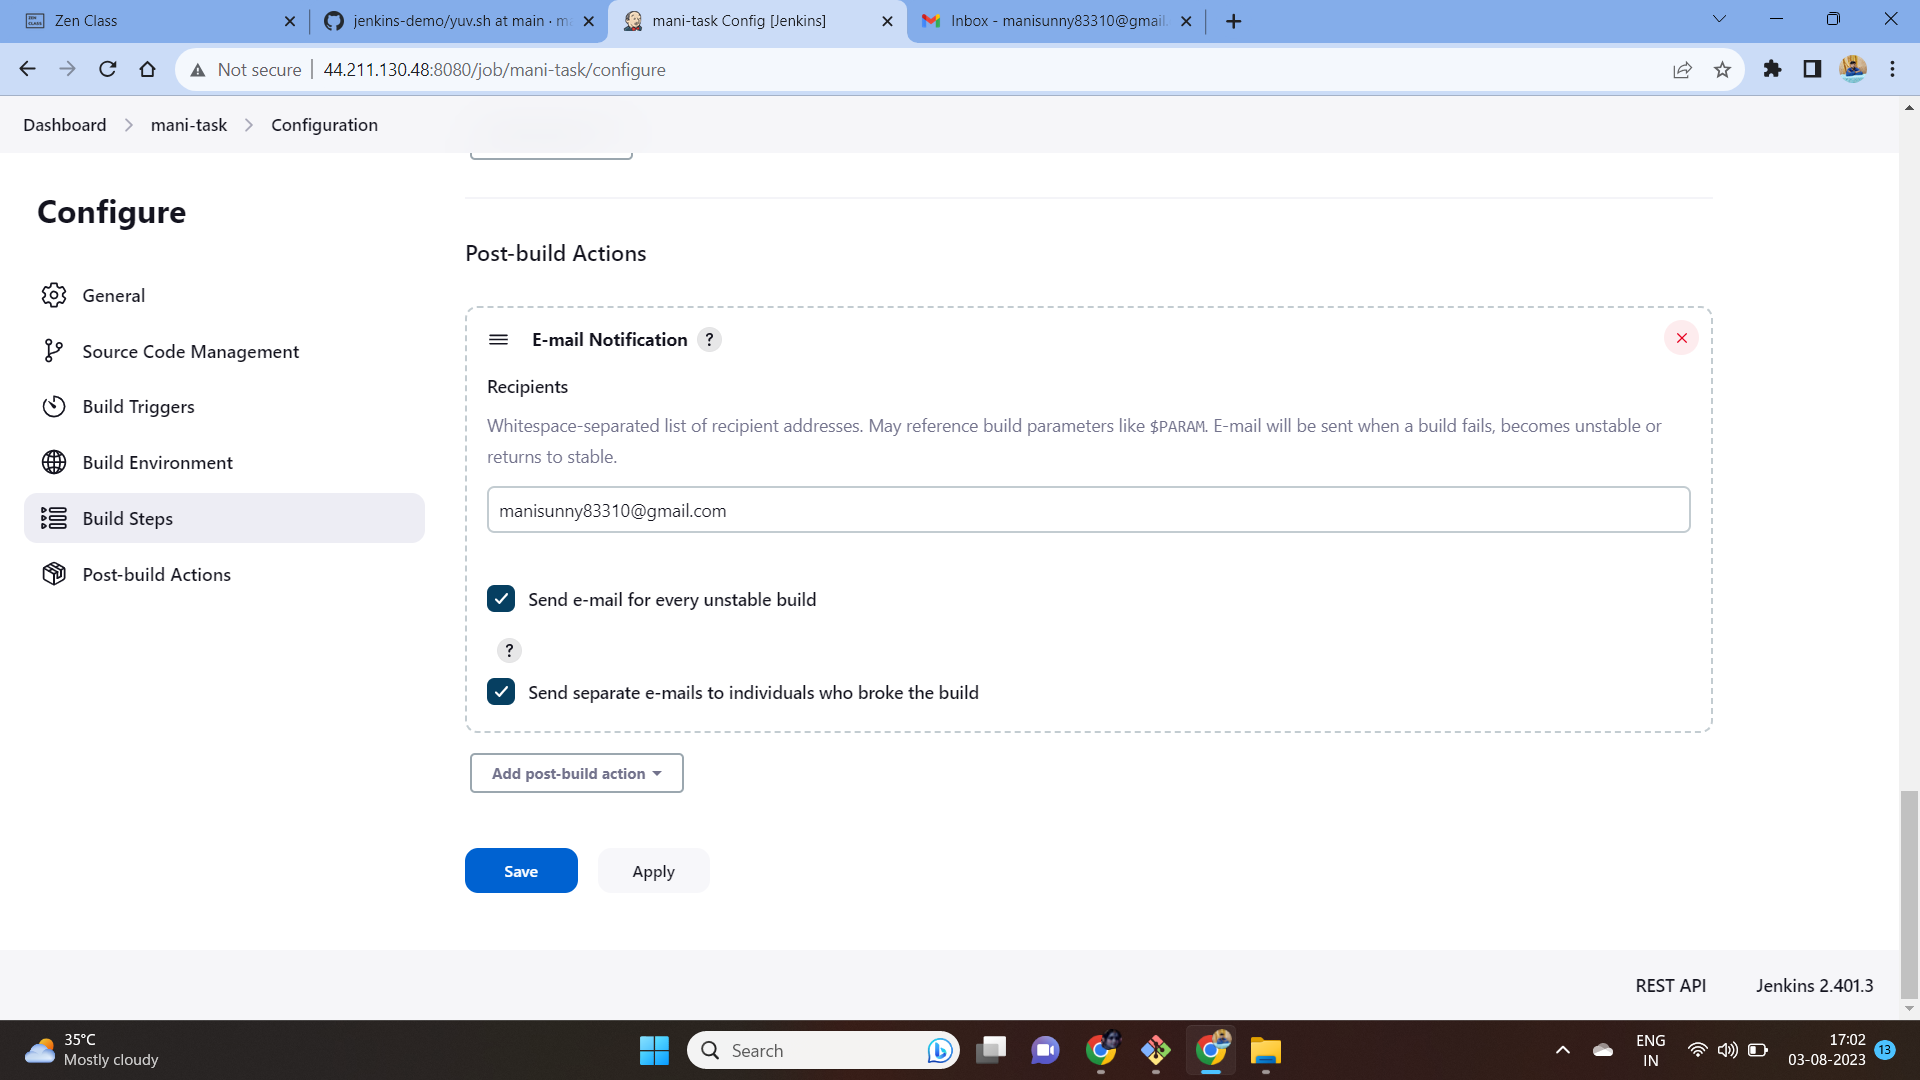 Zen Class
jenkins-demo/yuv.sh at main · ma
mani-task Config [Jenkins]
Inbox - manisunny83310@gmail.
Not secure
44.211.130.48:8080/job/mani-task/configure
Dashboard
mani-task
Configuration
Configure
General
Source Code Management
Build Triggers
Build Environment
Build Steps
Post-build Actions
Post-build Actions
E-mail Notification ?
Recipients
Whitespace-separated list of recipient addresses. May reference build parameters like $PARAM. E-mail will be sent when a build fails, becomes unstable or
returns to stable.
manisunny83310@gmail.com
Send e-mail for every unstable build
?
Send separate e-mails to individuals who broke the build
Add post-build action
Save
Apply
REST API
Jenkins 2.401.3
35°C
Mostly cloudy
Search
ENG
IN
17:02
03-08-2023
13